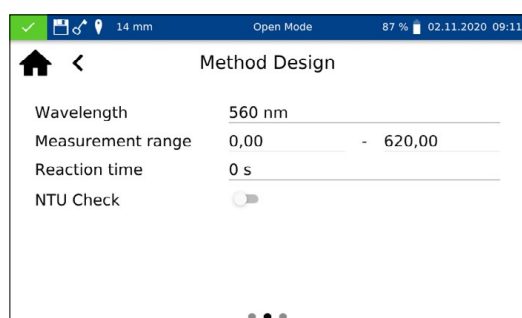 14 mm Open Mode 87 % 02.11.2020 09:11
Method Design
Wavelength 560 nm
Measurement range 0,00 - 620,00
Reaction time 0 s
NTU Check